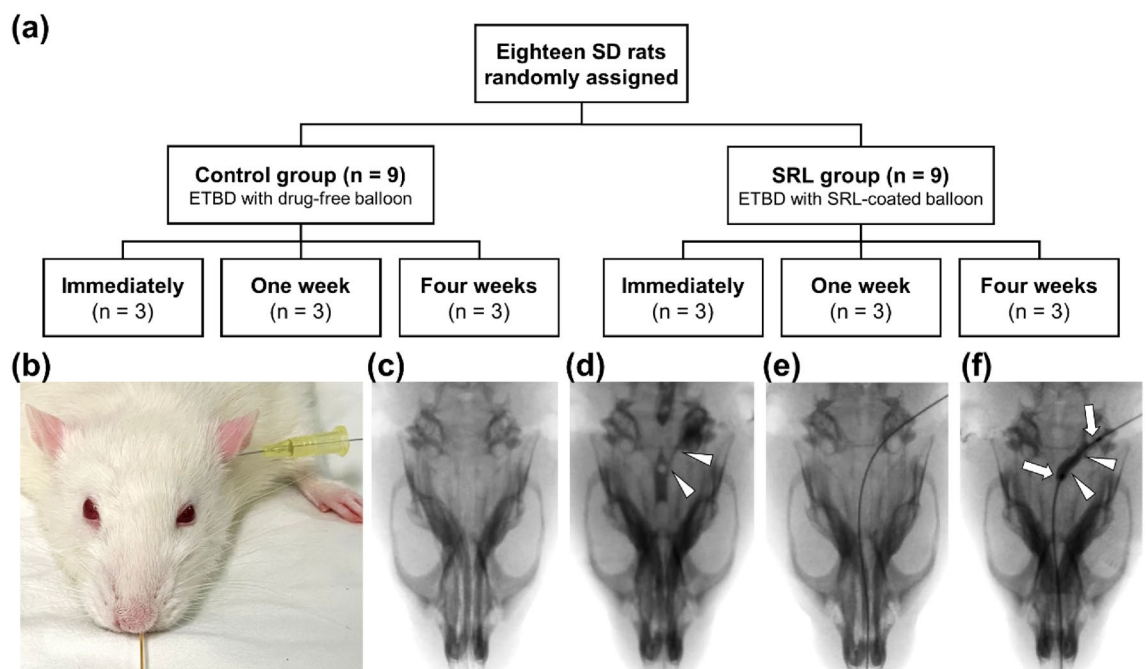 (a)
Eighteen SD rats
randomly assigned
Control group (n = 9)
ETBD with drug-free balloon
SRL group (n = 9)
ETBD with SRL-coated balloon
Immediately
(n = 3)
One week
(n = 3)
Four weeks
(n = 3)
Immediately
(n = 3)
One week
(n = 3)
Four weeks
(n = 3)
(b)
(c)
(d)
(e)
(f)